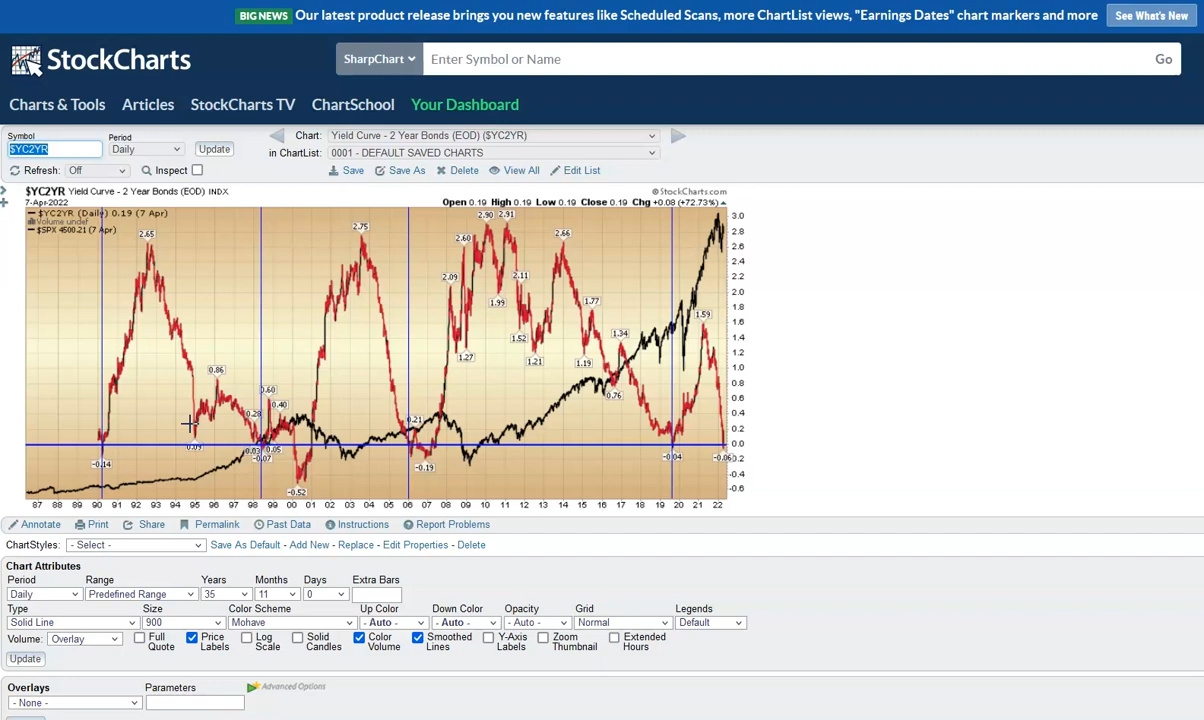 BIG NEWS Our latest product release brings you new features like Scheduled Scans, more ChartList views, "Earnings Dates" chart markers and more See What's New
StockCharts SharpChart Enter Symbol or Name Go
Charts & Tools Articles StockCharts TV ChartSchool Your Dashboard
Symbol Period Chart: Yield Curve - 2 Year Bonds (EOD) ($YC2YR)
$YC2YR Daily Update in ChartList: 0001 - DEFAULT SAVED CHARTS
Refresh: Off Inspect Save Save As Delete View All Edit List
$YC2YR Yield Curve - 2 Year Bonds (EOD) INDX © StockCharts.com
7-Apr-2022 Open 0.19 High 0.19 Low 0.19 Close 0.19 Chg +0.08 (+72.73%)
$YC2YR (Daily) 0.19 (7 Apr)
Volume undef
$SPX 4500.21 (7 Apr)
2.65 2.75 2.60 2.90 2.91 2.66
2.09 2.11 1.99 1.77 1.59
1.52 1.34
1.27 1.21 1.19
0.86 0.76
0.60 0.40 0.28 0.21
0.09 0.03 0.05 -0.07 -0.04 -0.06
-0.14 -0.19
-0.52
3.0
2.8
2.6
2.4
2.2
2.0
1.8
1.6
1.4
1.2
1.0
0.8
0.6
0.4
0.2
0.0
-0.2
-0.4
-0.6
87 88 89 90 91 92 93 94 95 96 97 98 99 00 01 02 03 04 05 06 07 08 09 10 11 12 13 14 15 16 17 18 19 20 21 22
Annotate Print Share Permalink Past Data Instructions Report Problems
ChartStyles: - Select - Save As Default - Add New - Replace - Edit Properties - Delete
Chart Attributes
Period Range Years Months Days Extra Bars
Daily Predefined Range 35 11 0
Type Size Color Scheme Up Color Down Color Opacity Grid Legends
Solid Line 900 Mohave - Auto - - Auto - - Auto - Normal Default
Volume: Overlay Full Quote Price Labels Log Scale Solid Candles Color Volume Smoothed Lines Y-Axis Labels Zoom Thumbnail Extended Hours
Update
Overlays Parameters Advanced Options
- None -